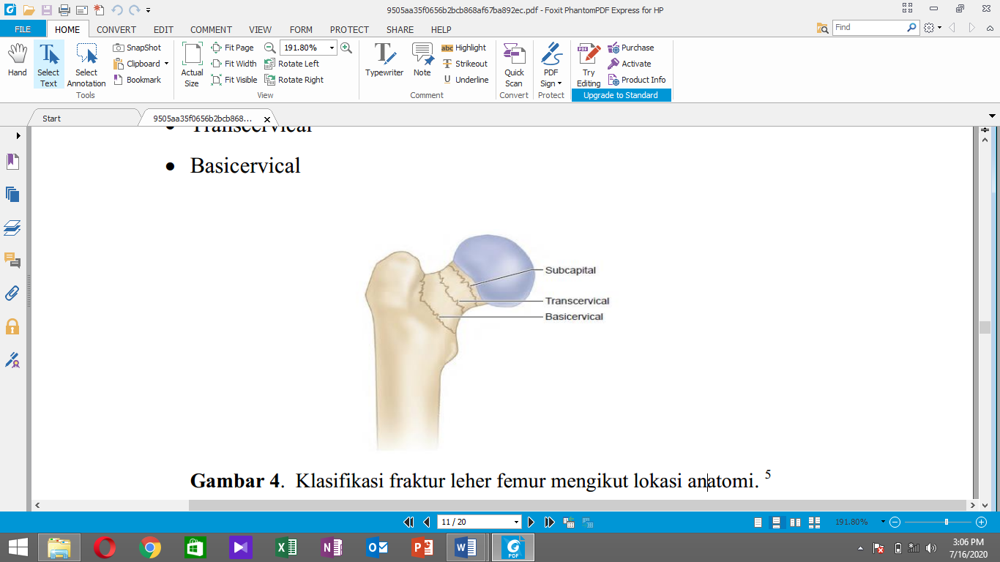 9505aa35f0656b2bcb868af67ba892ec.pdf - Foxit PhantomPDF Express for HP
FILE HOME CONVERT EDIT COMMENT VIEW FORM PROTECT SHARE HELP
Find
Hand
Select Text
Select Annotation
SnapShot
Clipboard
Bookmark
Tools
Actual Size
Fit Page
Fit Width
Fit Visible
191.80%
Rotate Left
Rotate Right
View
Typewriter
Note
Highlight
Strikeout
Underline
Comment
Quick Scan
Convert
PDF Sign
Protect
Try Editing
Purchase
Activate
Product Info
Upgrade to Standard
Start
9505aa35f0656b2bcb868...
• Transcervical
• Basicervical
Subcapital
Transcervical
Basicervical
Gambar 4. Klasifikasi fraktur leher femur mengikut lokasi anatomi. 5
11 / 20
191.80%
3:06 PM
7/16/2020